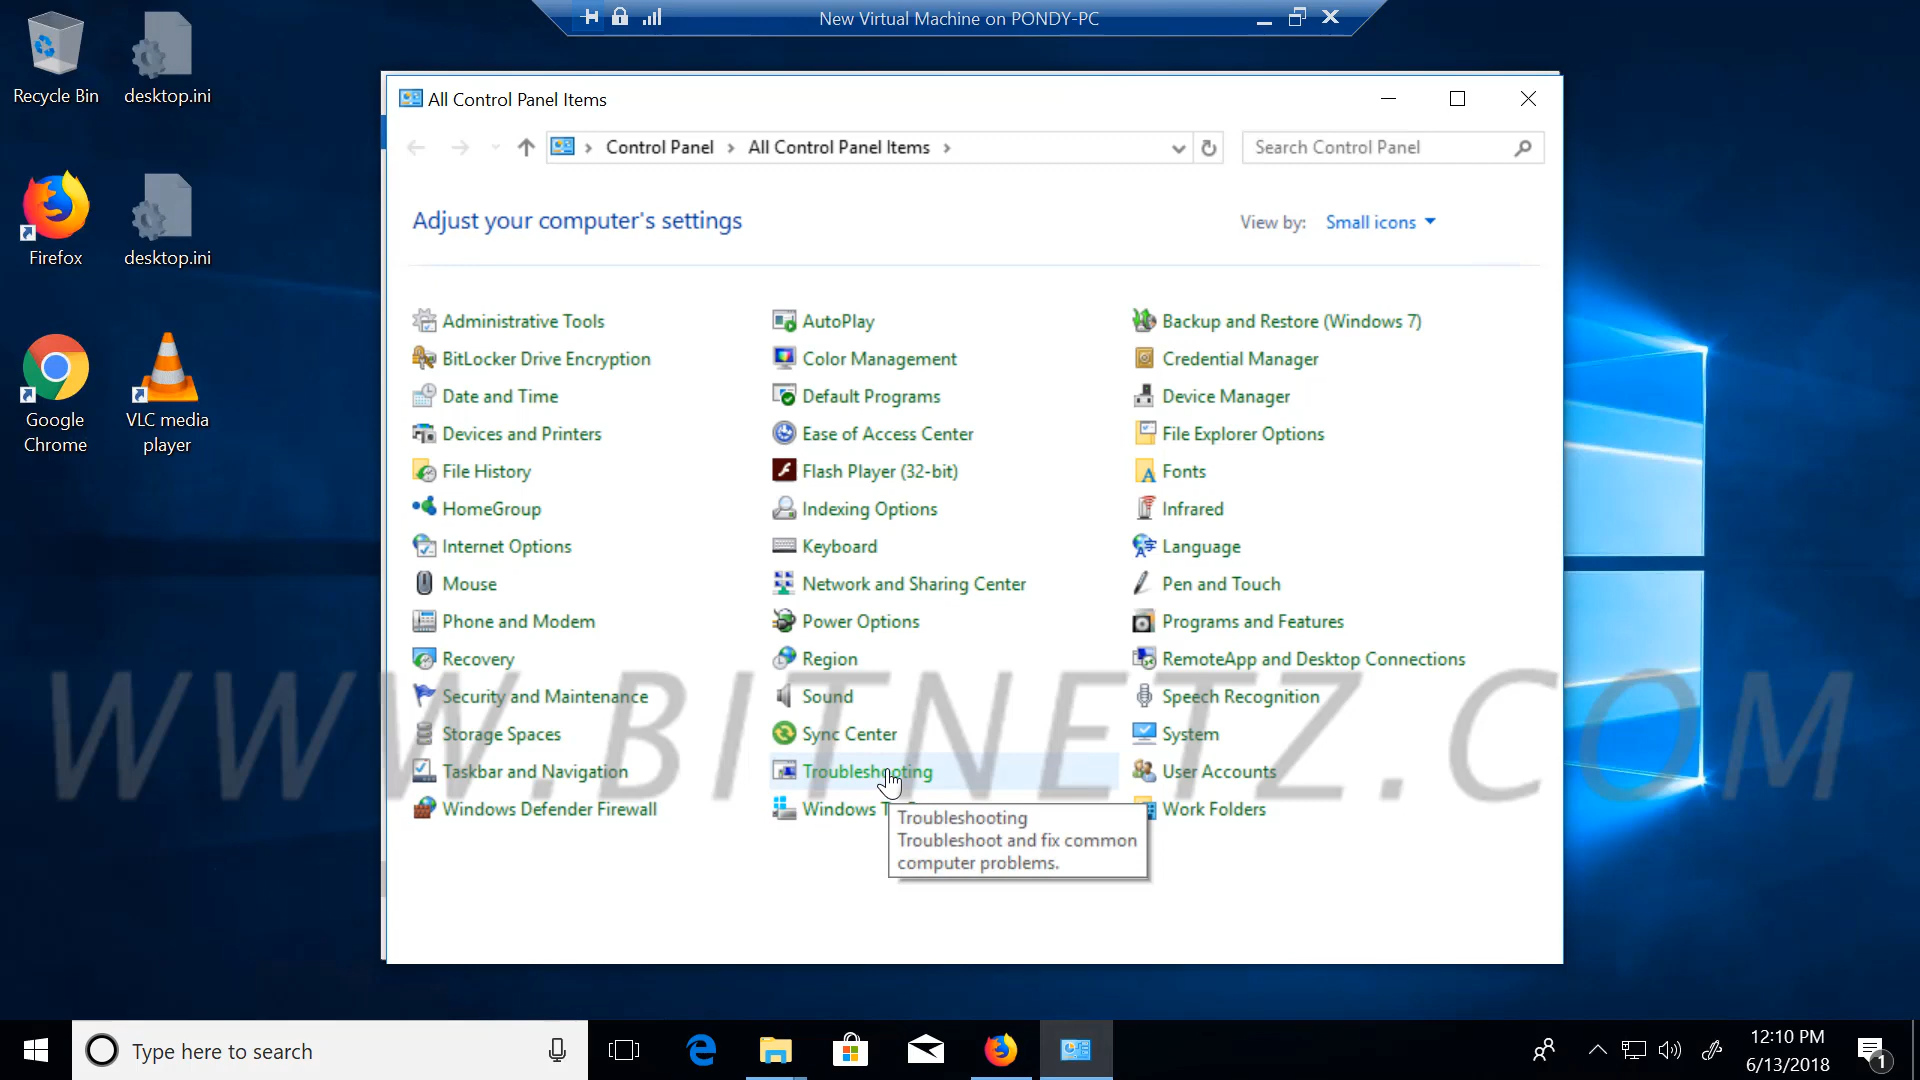 New Virtual Machine on PONDY-PC
Recycle Bin
desktop.ini
Firefox
desktop.ini
Google
Chrome
VLC media
player
All Control Panel Items
Control Panel
All Control Panel Items
Search Control Panel
Adjust your computer's settings
View by:
Small icons
Administrative Tools
AutoPlay
Backup and Restore (Windows 7)
BitLocker Drive Encryption
Color Management
Credential Manager
Date and Time
Default Programs
Device Manager
Devices and Printers
Ease of Access Center
File Explorer Options
File History
Flash Player (32-bit)
Fonts
HomeGroup
Indexing Options
Infrared
Internet Options
Keyboard
Language
Mouse
Network and Sharing Center
Pen and Touch
Phone and Modem
Power Options
Programs and Features
Recovery
Region
RemoteApp and Desktop Connections
Security and Maintenance
Sound
Speech Recognition
Storage Spaces
Sync Center
System
Taskbar and Navigation
Troubleshooting
User Accounts
Windows Defender Firewall
Windows
Work Folders
Troubleshooting
Troubleshoot and fix common
computer problems.
WWW.BITNETZ.COM
Type here to search
12:10 PM
6/13/2018
1